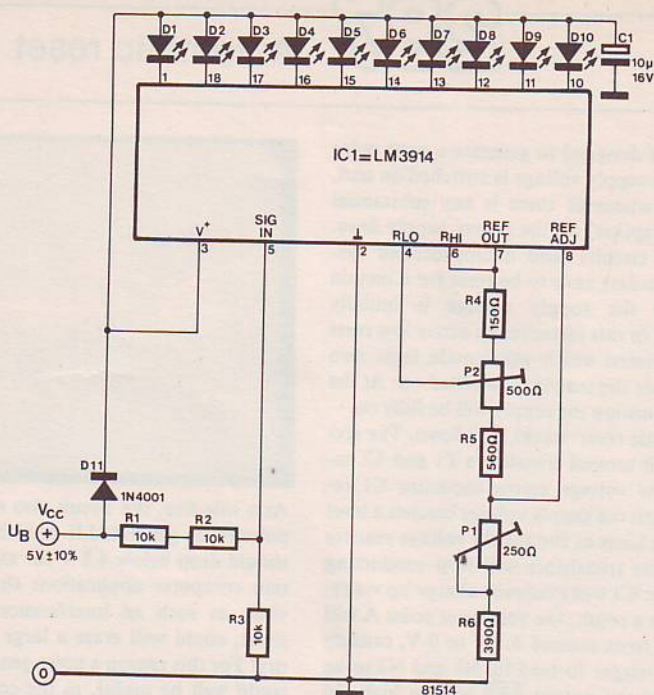 D1 D2 D3 D4 D5 D6 D7 D8 D9 D10 C1
10µ
16V
1 18 17 16 15 14 13 12 11 10
IC1=LM3914
V+ SIG IN ⊥ RLO RHI REF OUT REF ADJ
3 5 2 4 6 7 8
R4
150Ω
P2
500Ω
R5
560Ω
D11
1N4001
VCC
UB +
5V ±10%
R1
10k
R2
10k
P1
250Ω
R3
10k
R6
390Ω
0
81514